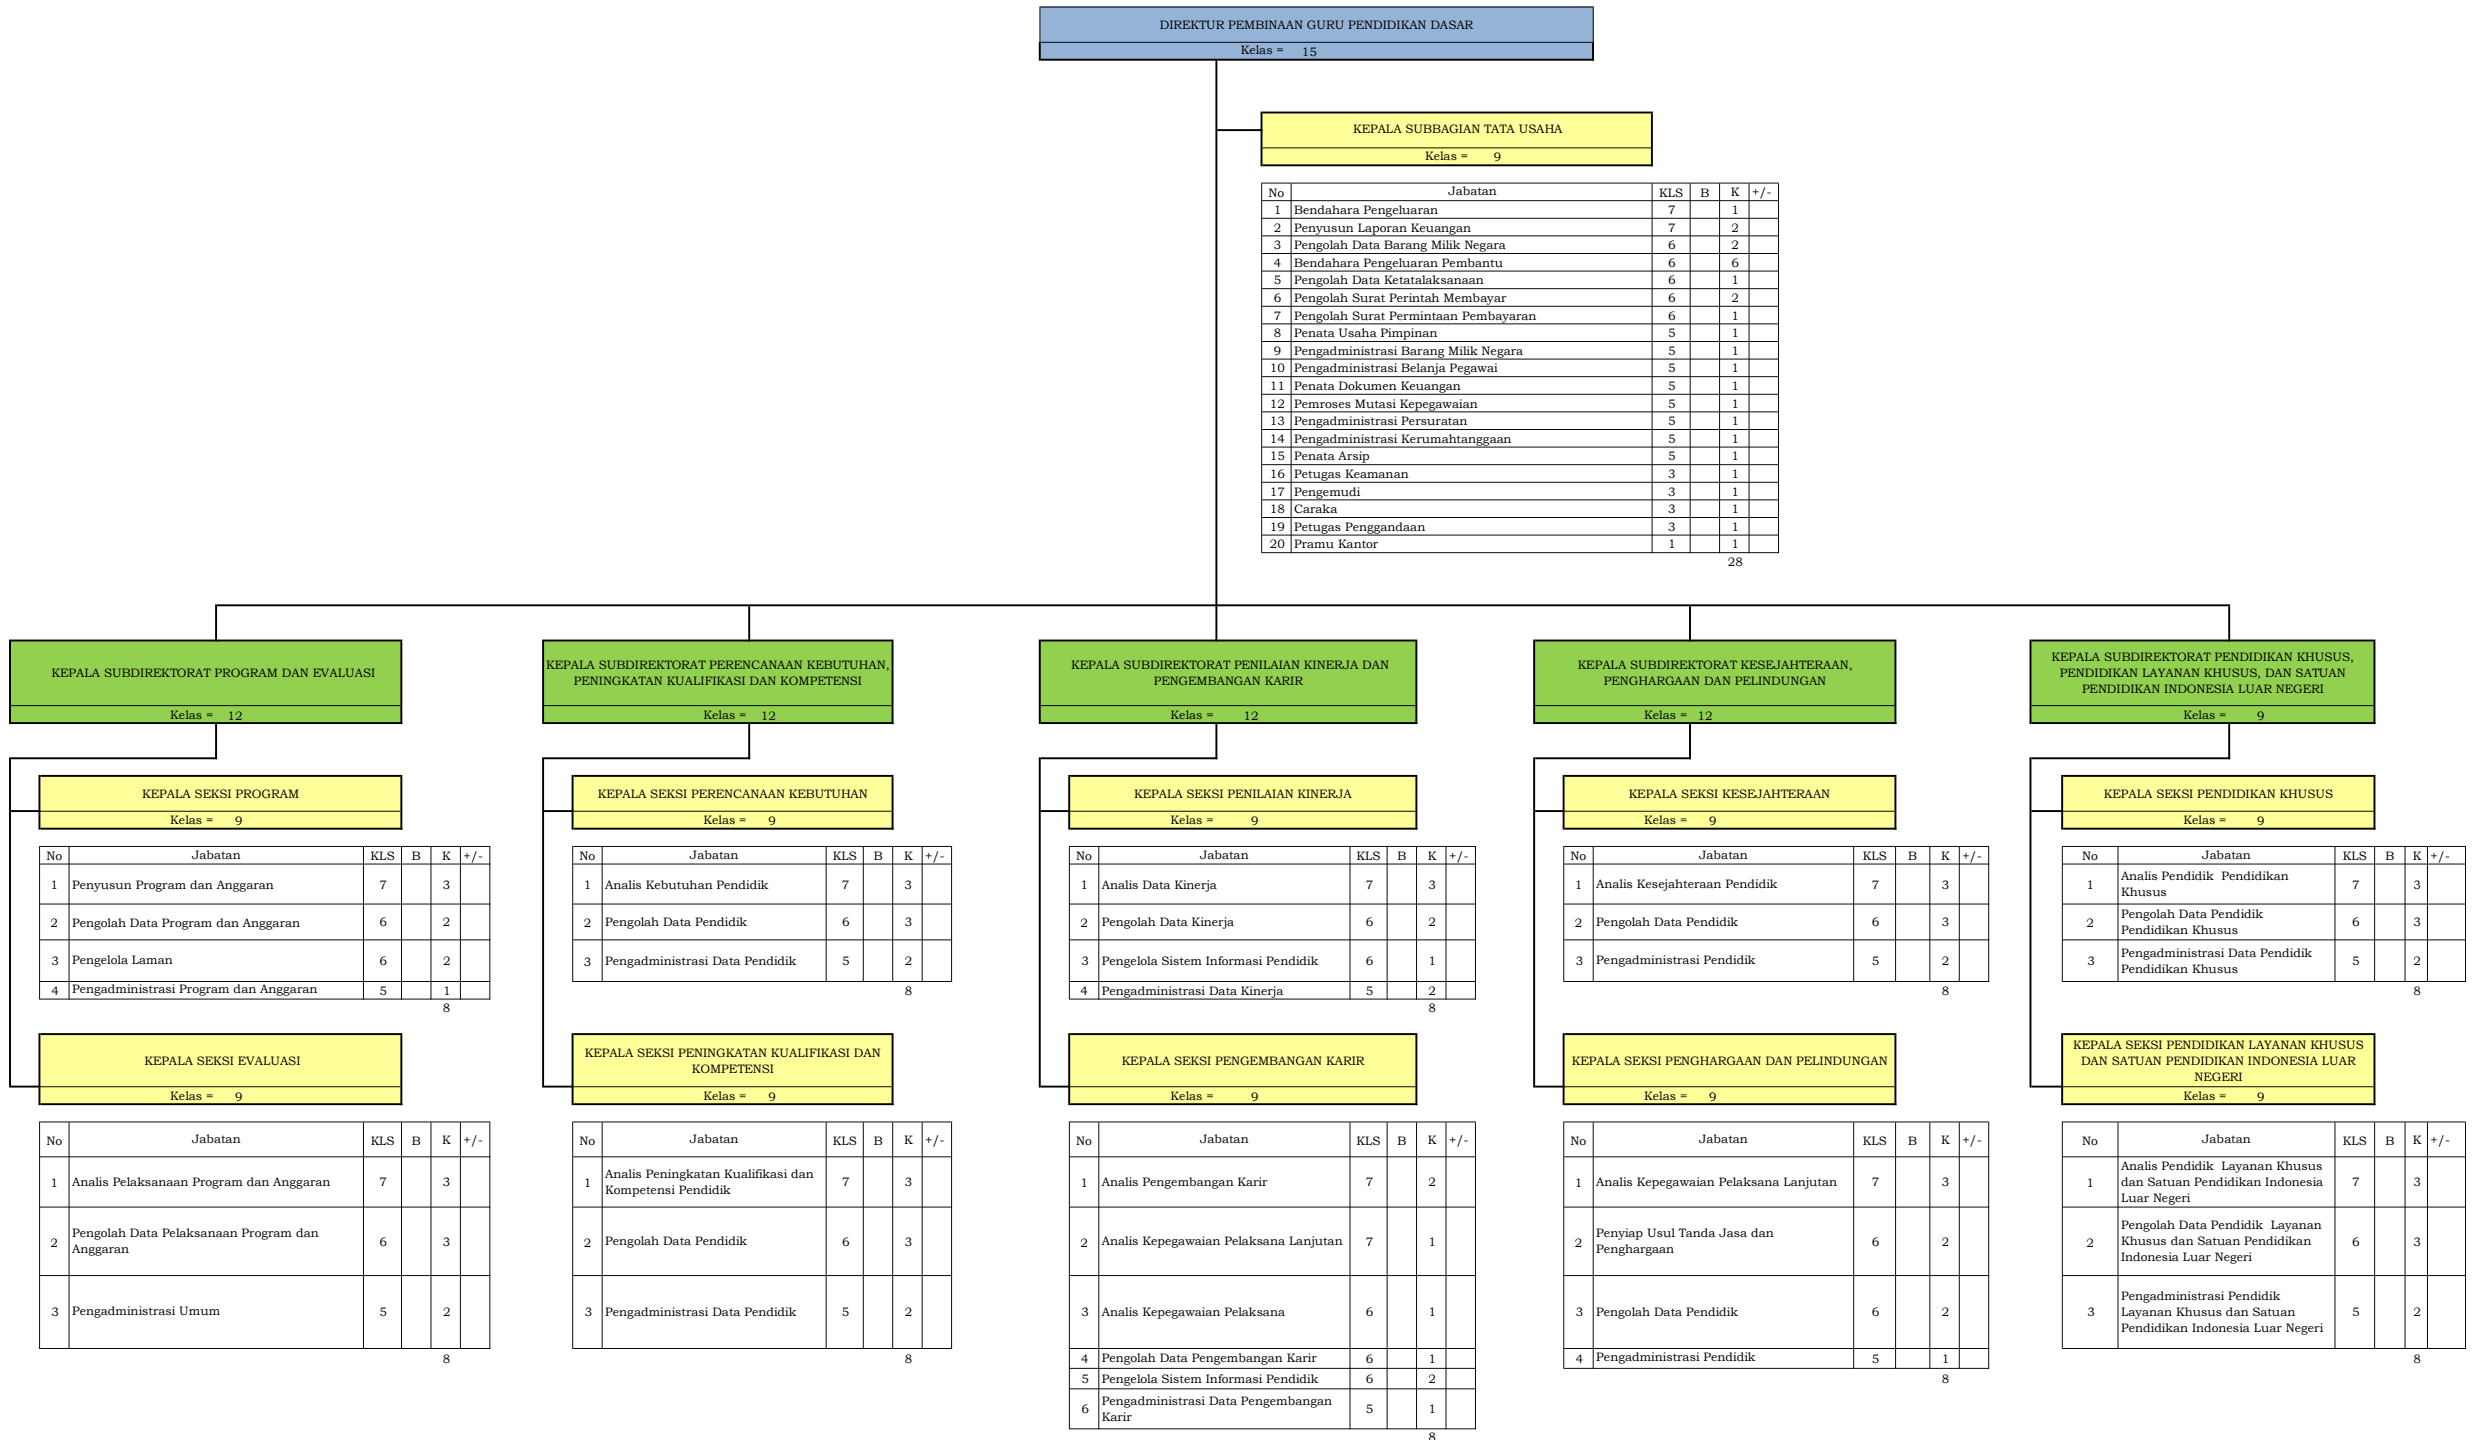 DIREKTUR PEMBINAAN GURU PENDIDIKAN DASAR
Kelas = 15
KEPALA SUBBAGIAN TATA USAHA
Kelas = 9
No Jabatan KLS B K +/-
1 Bendahara Pengeluaran 7 1
2 Penyusun Laporan Keuangan 7 2
3 Pengolah Data Barang Milik Negara 6 2
4 Bendahara Pengeluaran Pembantu 6 6
5 Pengolah Data Ketatalaksanaan 6 1
6 Pengolah Surat Perintah Membayar 6 2
7 Pengolah Surat Permintaan Pembayaran 6 1
8 Penata Usaha Pimpinan 5 1
9 Pengadministrasi Barang Milik Negara 5 1
10 Pengadministrasi Belanja Pegawai 5 1
11 Penata Dokumen Keuangan 5 1
12 Pemroses Mutasi Kepegawaian 5 1
13 Pengadministrasi Persuratan 5 1
14 Pengadministrasi Kerumahtanggaan 5 1
15 Penata Arsip 5 1
16 Petugas Keamanan 3 1
17 Pengemudi 3 1
18 Caraka 3 1
19 Petugas Penggandaan 3 1
20 Pramu Kantor 1 1
28
KEPALA SUBDIREKTORAT PROGRAM DAN EVALUASI
Kelas = 12
KEPALA SEKSI PROGRAM
Kelas = 9
No Jabatan KLS B K +/-
1 Penyusun Program dan Anggaran 7 3
2 Pengolah Data Program dan Anggaran 6 2
3 Pengelola Laman 6 2
4 Pengadministrasi Program dan Anggaran 5 1
8
KEPALA SEKSI EVALUASI
Kelas = 9
No Jabatan KLS B K +/-
1 Analis Pelaksanaan Program dan Anggaran 7 3
2 Pengolah Data Pelaksanaan Program dan
Anggaran 6 3
3 Pengadministrasi Umum 5 2
8
KEPALA SUBDIREKTORAT PERENCANAAN KEBUTUHAN,
PENINGKATAN KUALIFIKASI DAN KOMPETENSI
Kelas = 12
KEPALA SEKSI PERENCANAAN KEBUTUHAN
Kelas = 9
No Jabatan KLS B K +/-
1 Analis Kebutuhan Pendidik 7 3
2 Pengolah Data Pendidik 6 3
3 Pengadministrasi Data Pendidik 5 2
8
KEPALA SEKSI PENINGKATAN KUALIFIKASI DAN
KOMPETENSI
Kelas = 9
No Jabatan KLS B K +/-
1 Analis Peningkatan Kualifikasi dan
Kompetensi Pendidik 7 3
2 Pengolah Data Pendidik 6 3
3 Pengadministrasi Data Pendidik 5 2
8
KEPALA SUBDIREKTORAT PENILAIAN KINERJA DAN
PENGEMBANGAN KARIR
Kelas = 12
KEPALA SEKSI PENILAIAN KINERJA
Kelas = 9
No Jabatan KLS B K +/-
1 Analis Data Kinerja 7 3
2 Pengolah Data Kinerja 6 2
3 Pengelola Sistem Informasi Pendidik 6 1
4 Pengadministrasi Data Kinerja 5 2
8
KEPALA SEKSI PENGEMBANGAN KARIR
Kelas = 9
No Jabatan KLS B K +/-
1 Analis Pengembangan Karir 7 2
2 Analis Kepegawaian Pelaksana Lanjutan 7 1
3 Analis Kepegawaian Pelaksana 6 1
4 Pengolah Data Pengembangan Karir 6 1
5 Pengelola Sistem Informasi Pendidik 6 2
6 Pengadministrasi Data Pengembangan
Karir 5 1
8
KEPALA SUBDIREKTORAT KESEJAHTERAAN,
PENGHARGAAN DAN PELINDUNGAN
Kelas = 12
KEPALA SEKSI KESEJAHTERAAN
Kelas = 9
No Jabatan KLS B K +/-
1 Analis Kesejahteraan Pendidik 7 3
2 Pengolah Data Pendidik 6 3
3 Pengadministrasi Pendidik 5 2
8
KEPALA SEKSI PENGHARGAAN DAN PELINDUNGAN
Kelas = 9
No Jabatan KLS B K +/-
1 Analis Kepegawaian Pelaksana Lanjutan 7 3
2 Penyiap Usul Tanda Jasa dan
Penghargaan 6 2
3 Pengolah Data Pendidik 6 2
4 Pengadministrasi Pendidik 5 1
8
KEPALA SUBDIREKTORAT PENDIDIKAN KHUSUS,
PENDIDIKAN LAYANAN KHUSUS, DAN SATUAN
PENDIDIKAN INDONESIA LUAR NEGERI
Kelas = 9
KEPALA SEKSI PENDIDIKAN KHUSUS
Kelas = 9
No Jabatan KLS B K +/-
1 Analis Pendidik Pendidikan
Khusus 7 3
2 Pengolah Data Pendidik
Pendidikan Khusus 6 3
3 Pengadministrasi Data Pendidik
Pendidikan Khusus 5 2
8
KEPALA SEKSI PENDIDIKAN LAYANAN KHUSUS
DAN SATUAN PENDIDIKAN INDONESIA LUAR
NEGERI
Kelas = 9
No Jabatan KLS B K +/-
1 Analis Pendidik Layanan Khusus
dan Satuan Pendidikan Indonesia
Luar Negeri 7 3
2 Pengolah Data Pendidik Layanan
Khusus dan Satuan Pendidikan
Indonesia Luar Negeri 6 3
3 Pengadministrasi Pendidik
Layanan Khusus dan Satuan
Pendidikan Indonesia Luar Negeri 5 2
8